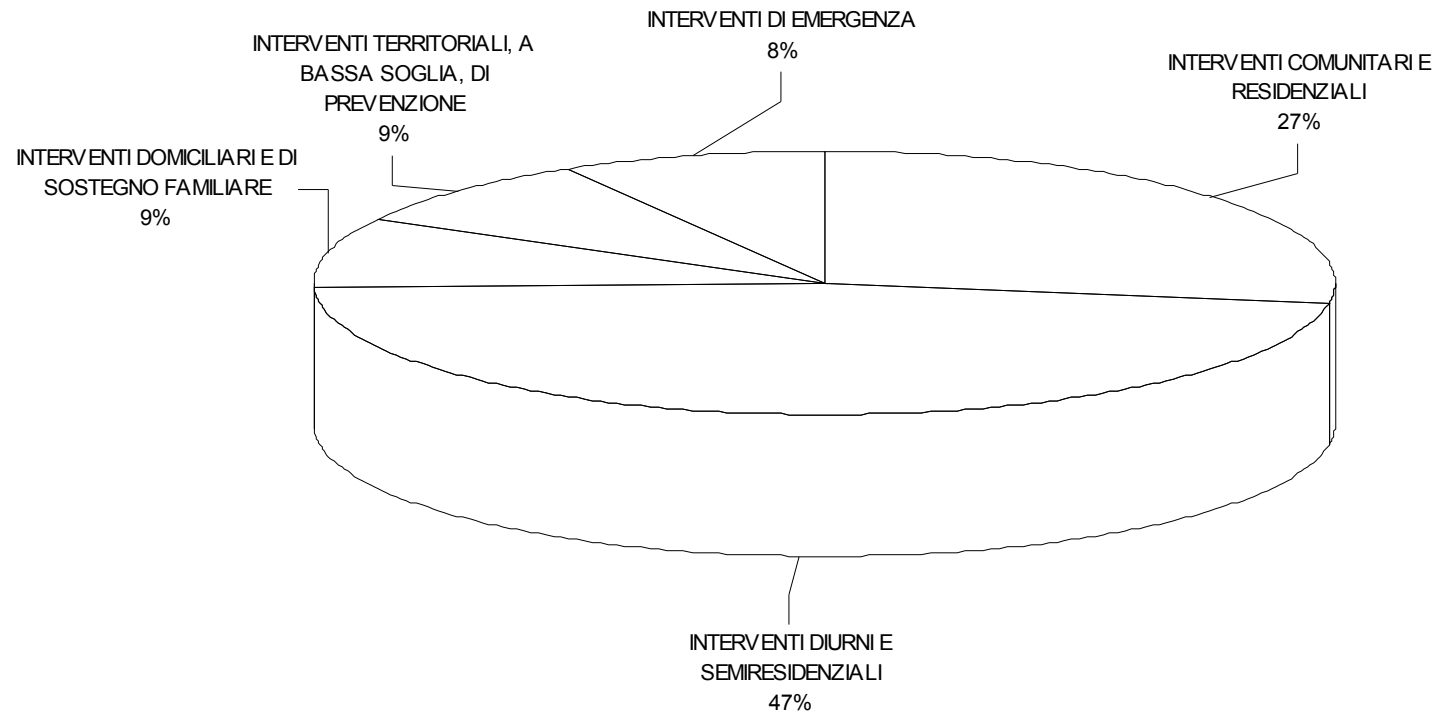 INTERVENTI DI EMERGENZA
8%
INTERVENTI TERRITORIALI, A
BASSA SOGLIA, DI
PREVENZIONE
9%
INTERVENTI COMUNITARI E
RESIDENZIALI
27%
INTERVENTI DOMICILIARI E DI
SOSTEGNO FAMILIARE
9%
INTERVENTI DIURNI E
SEMIRESIDENZIALI
47%